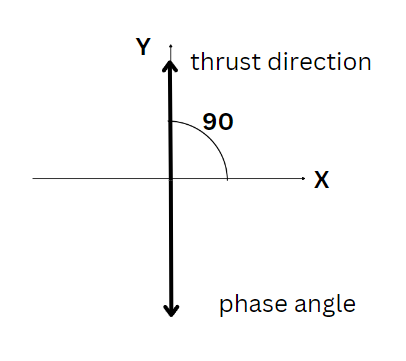 Y
thrust direction
90
X
phase angle